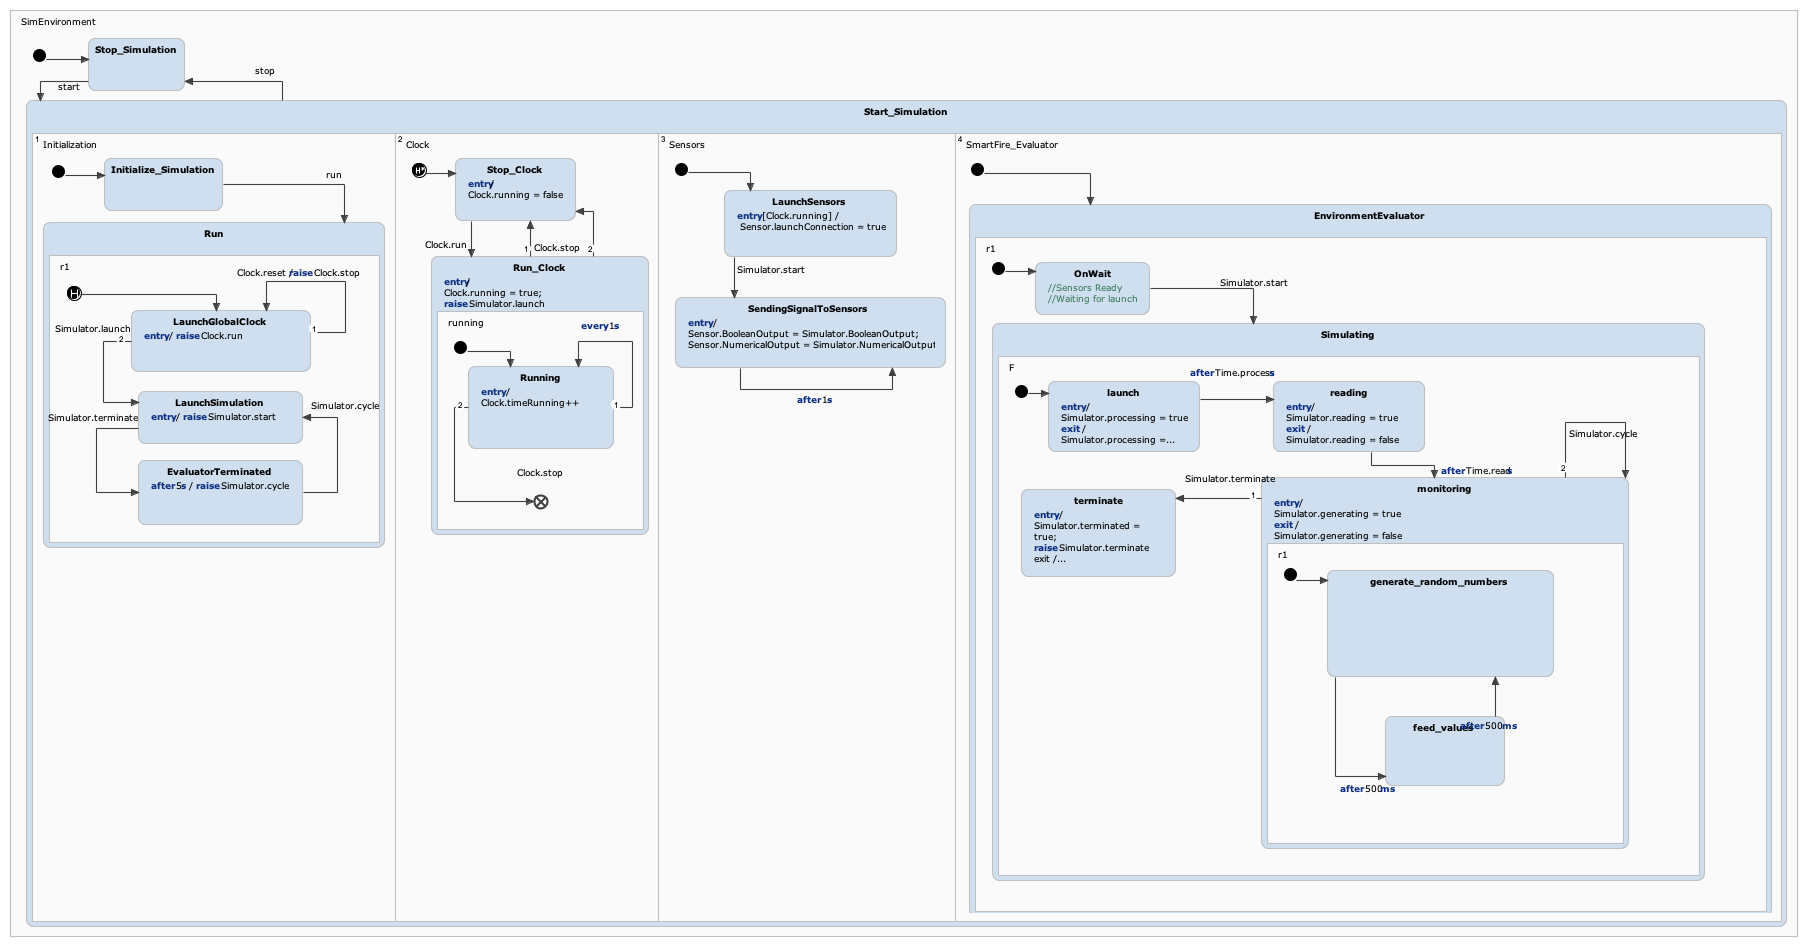 SimEnvironment
Stop_Simulation
stop
start
Start_Simulation
1
Initialization
Initialize_Simulation
run
Run
r1
Clock.reset / raise Clock.stop
H
LaunchGlobalClock
entry/ raise Clock.run
1
Simulator.launch
2
LaunchSimulation
entry/ raise Simulator.start
Simulator.cycle
Simulator.terminate
EvaluatorTerminated
after 5s / raise Simulator.cycle
2
Clock
H*
Stop_Clock
entry/
Clock.running = false
Clock.run
1
Clock.stop
2
Run_Clock
entry/
Clock.running = true;
raise Simulator.launch
running
every 1s
Running
entry/
Clock.timeRunning++
2
1
Clock.stop
3
Sensors
LaunchSensors
entry [Clock.running] /
Sensor.launchConnection = true
Simulator.start
SendingSignalToSensors
entry/
Sensor.BooleanOutput = Simulator.BooleanOutput;
Sensor.NumericalOutput = Simulator.NumericalOutput
after 1s
4
SmartFire_Evaluator
EnvironmentEvaluator
r1
OnWait
//Sensors Ready
//Waiting for launch
Simulator.start
Simulating
F
launch
entry/
Simulator.processing = true
exit /
Simulator.processing =...
after Time.process s
reading
entry/
Simulator.reading = true
exit /
Simulator.reading = false
after Time.read s
Simulator.cycle
2
Simulator.terminate
1
terminate
entry/
Simulator.terminated =
true;
raise Simulator.terminate
exit /...
monitoring
entry/
Simulator.generating = true
exit /
Simulator.generating = false
r1
generate_random_numbers
feed_values
after 500ms
after 500ms